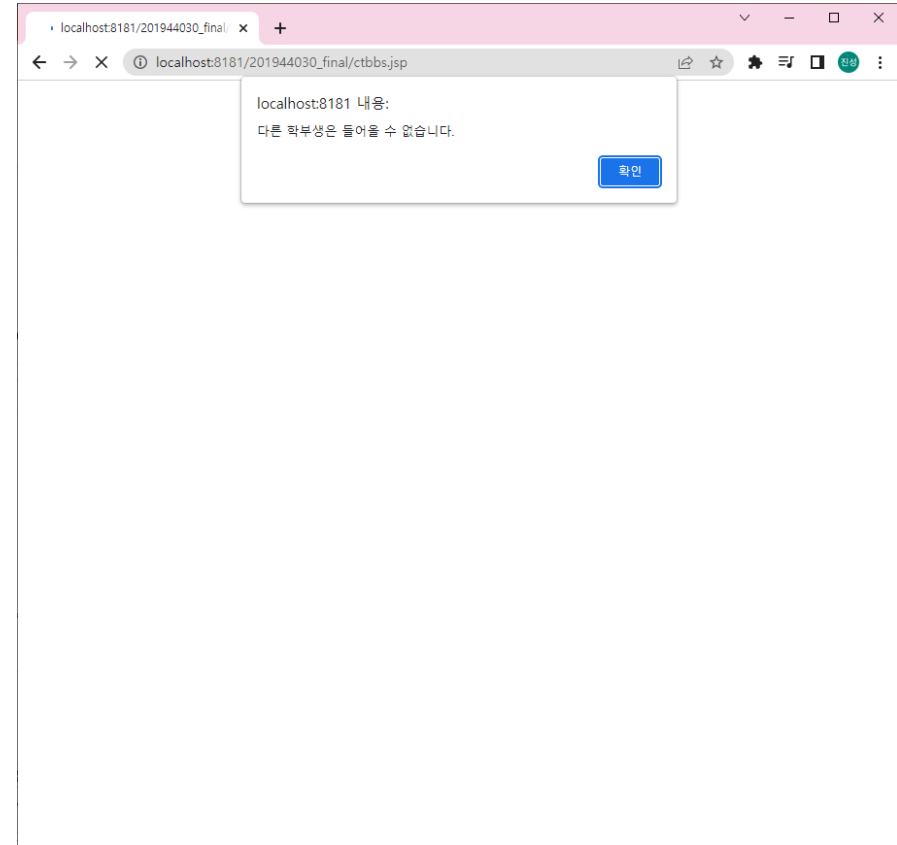 localhost:8181/201944030_final/
localhost:8181/201944030_final/ctbbs.jsp
진성
localhost:8181 내용:
다른 학부생은 들어올 수 없습니다.
확인